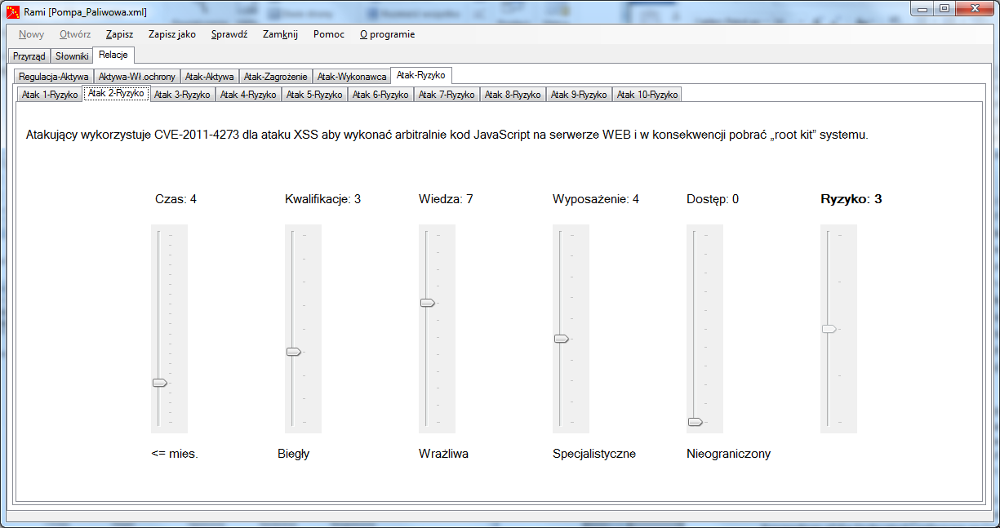 Rami [Pompa_Paliwowa.xml]
Nowy Otwórz Zapisz Zapisz jako Sprawdź Zamknij Pomoc O programie
Przyrząd Słowniki Relacje
Regulacja-Aktywa Aktywa-Wł.ochrony Atak-Aktywa Atak-Zagrożenie Atak-Wykonawca Atak-Ryzyko
Atak 1-Ryzyko Atak 2-Ryzyko Atak 3-Ryzyko Atak 4-Ryzyko Atak 5-Ryzyko Atak 6-Ryzyko Atak 7-Ryzyko Atak 8-Ryzyko Atak 9-Ryzyko Atak 10-Ryzyko
Atakujący wykorzystuje CVE-2011-4273 dla ataku XSS aby wykonać arbitralnie kod JavaScript na serwerze WEB i w konsekwencji pobrać „root kit” systemu.
Czas: 4 Kwalifikacje: 3 Wiedza: 7 Wyposażenie: 4 Dostęp: 0 Ryzyko: 3
<= mies. Biegły Wrażliwa Specjalistyczne Nieograniczony